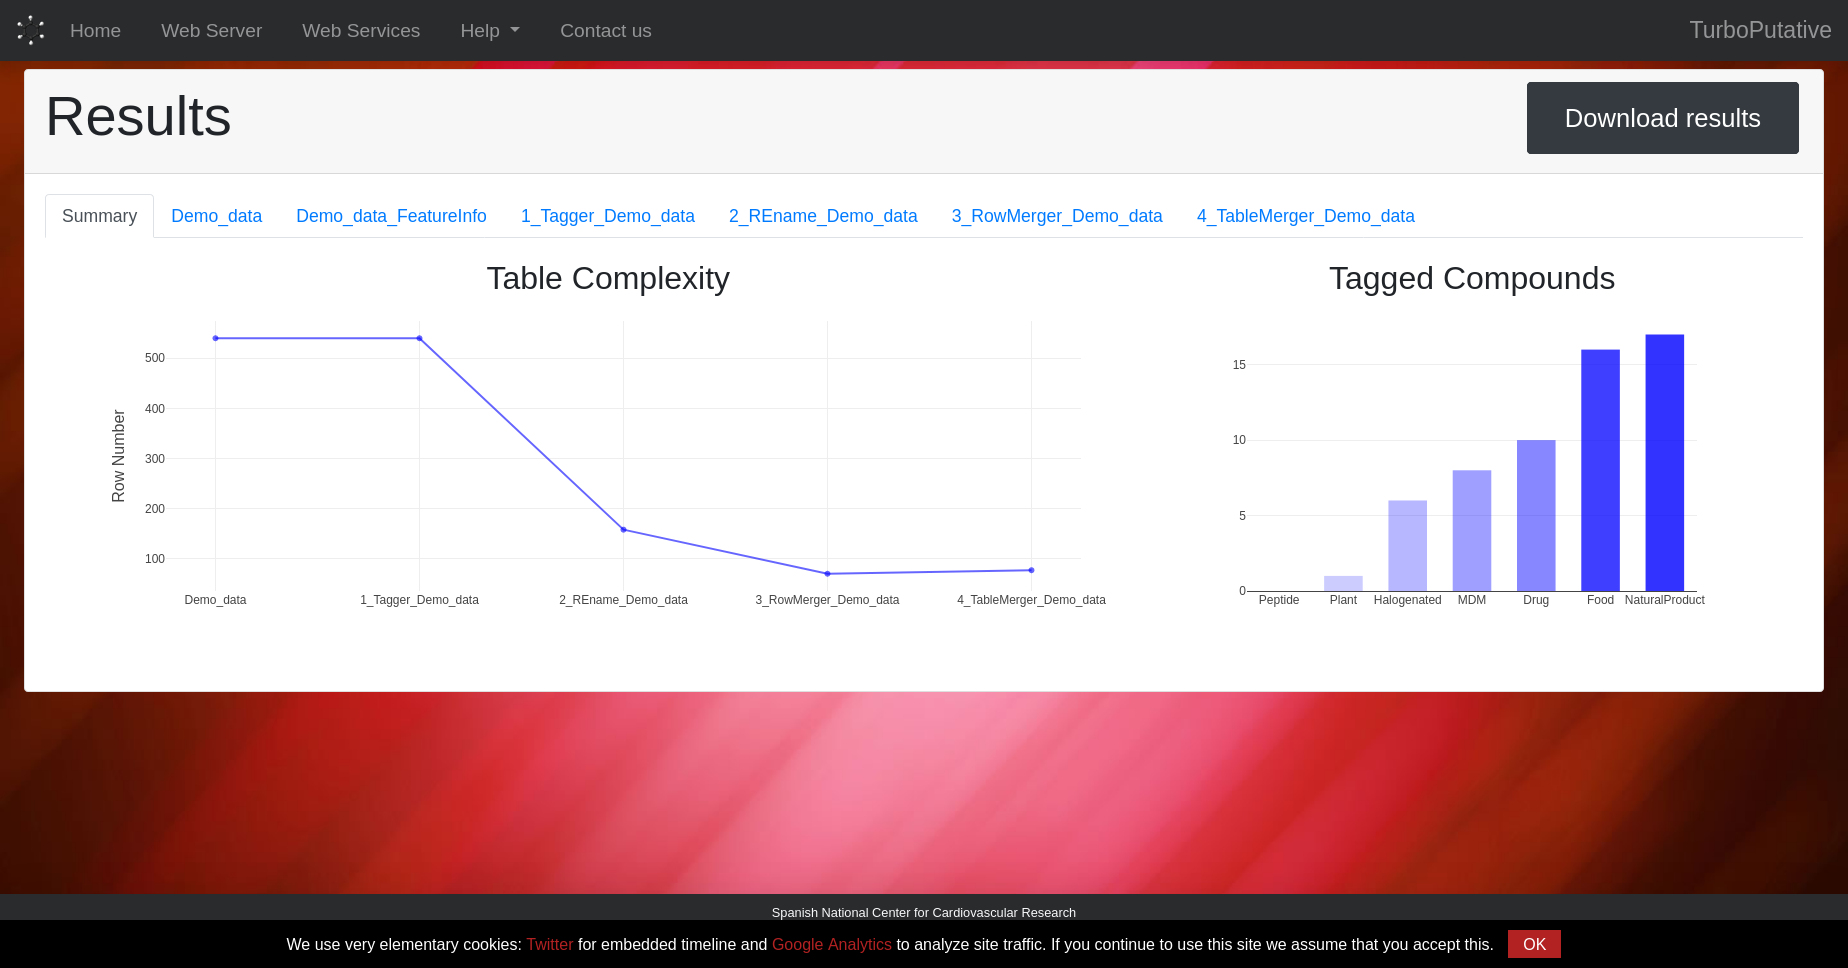 Home Web Server Web Services Help Contact us TurboPutative
Results
Download results
Summary Demo_data Demo_data_FeatureInfo 1_Tagger_Demo_data 2_REname_Demo_data 3_RowMerger_Demo_data 4_TableMerger_Demo_data
Table Complexity
Row Number
500
400
300
200
100
Demo_data 1_Tagger_Demo_data 2_REname_Demo_data 3_RowMerger_Demo_data 4_TableMerger_Demo_data
Tagged Compounds
15
10
5
0
Peptide Plant Halogenated MDM Drug Food NaturalProduct
Spanish National Center for Cardiovascular Research
We use very elementary cookies: Twitter for embedded timeline and Google Analytics to analyze site traffic. If you continue to use this site we assume that you accept this. OK